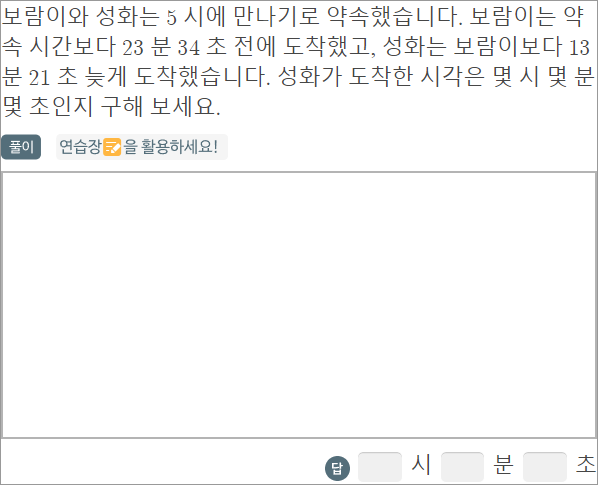 보람이와 성화는 5 시에 만나기로 약속했습니다. 보람이는 약
속 시간보다 23 분 34 초 전에 도착했고, 성화는 보람이보다 13
분 21 초 늦게 도착했습니다. 성화가 도착한 시각은 몇 시 몇 분
몇 초인지 구해 보세요.
풀이 연습장📝을 활용하세요!
답 시 분 초